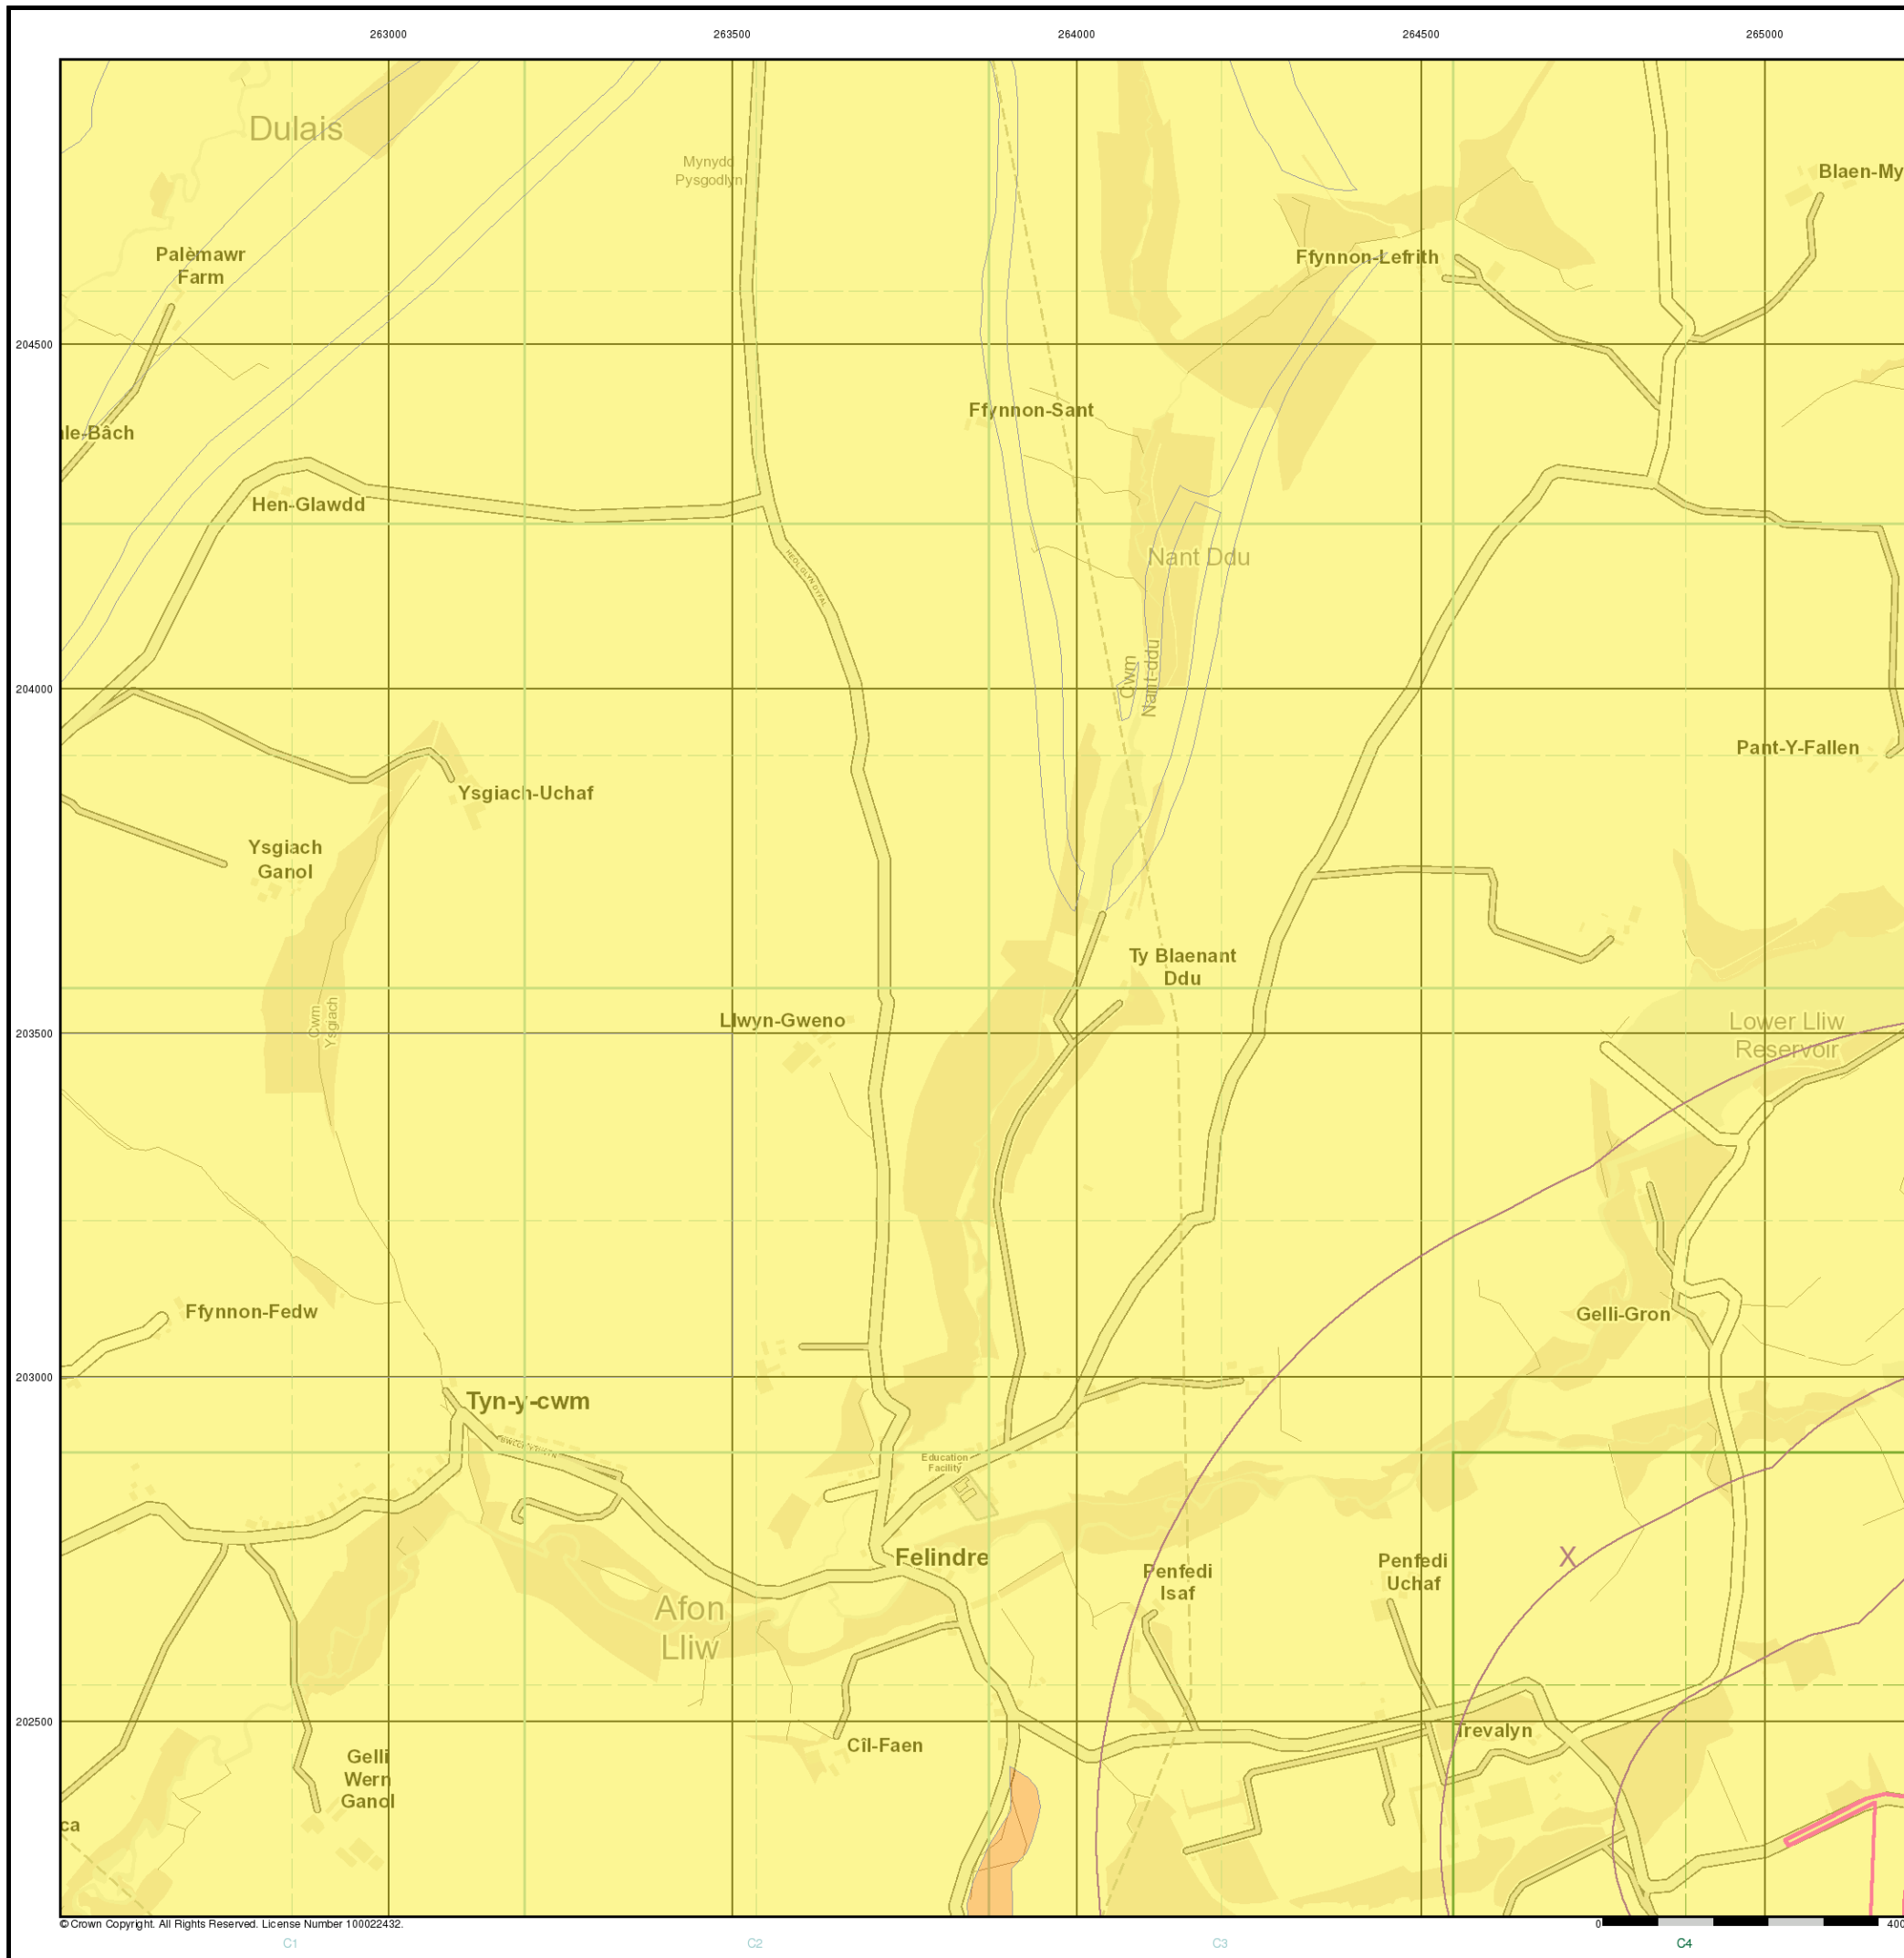 263000
263500
264000
264500
265000
204500
204000
203500
203000
202500
Dulais
Mynydd
Pysgodlyn
Blaen-My
Palèmawr
Farm
Ffynnon-Lefrith
Ffynnon-Sant
le-Bâch
Hen-Glawdd
HEOL GLYN DYFAL
Nant Ddu
Cwm
Nant-ddu
Pant-Y-Fallen
Ysgiach-Uchaf
Ysgiach
Ganol
Ty Blaenant
Ddu
Cwm
Ysgiach
Llwyn-Gweno
Lower Lliw
Reservoir
Ffynnon-Fedw
Gelli-Gron
Tyn-y-cwm
Education
Facility
Felindre
X
Penfedi
Isaf
Penfedi
Uchaf
Afon
Lliw
Trevalyn
Cîl-Faen
Gelli
Wern
Ganol
ca
© Crown Copyright. All Rights Reserved. License Number 100022432.
0
400
C1
C2
C3
C4